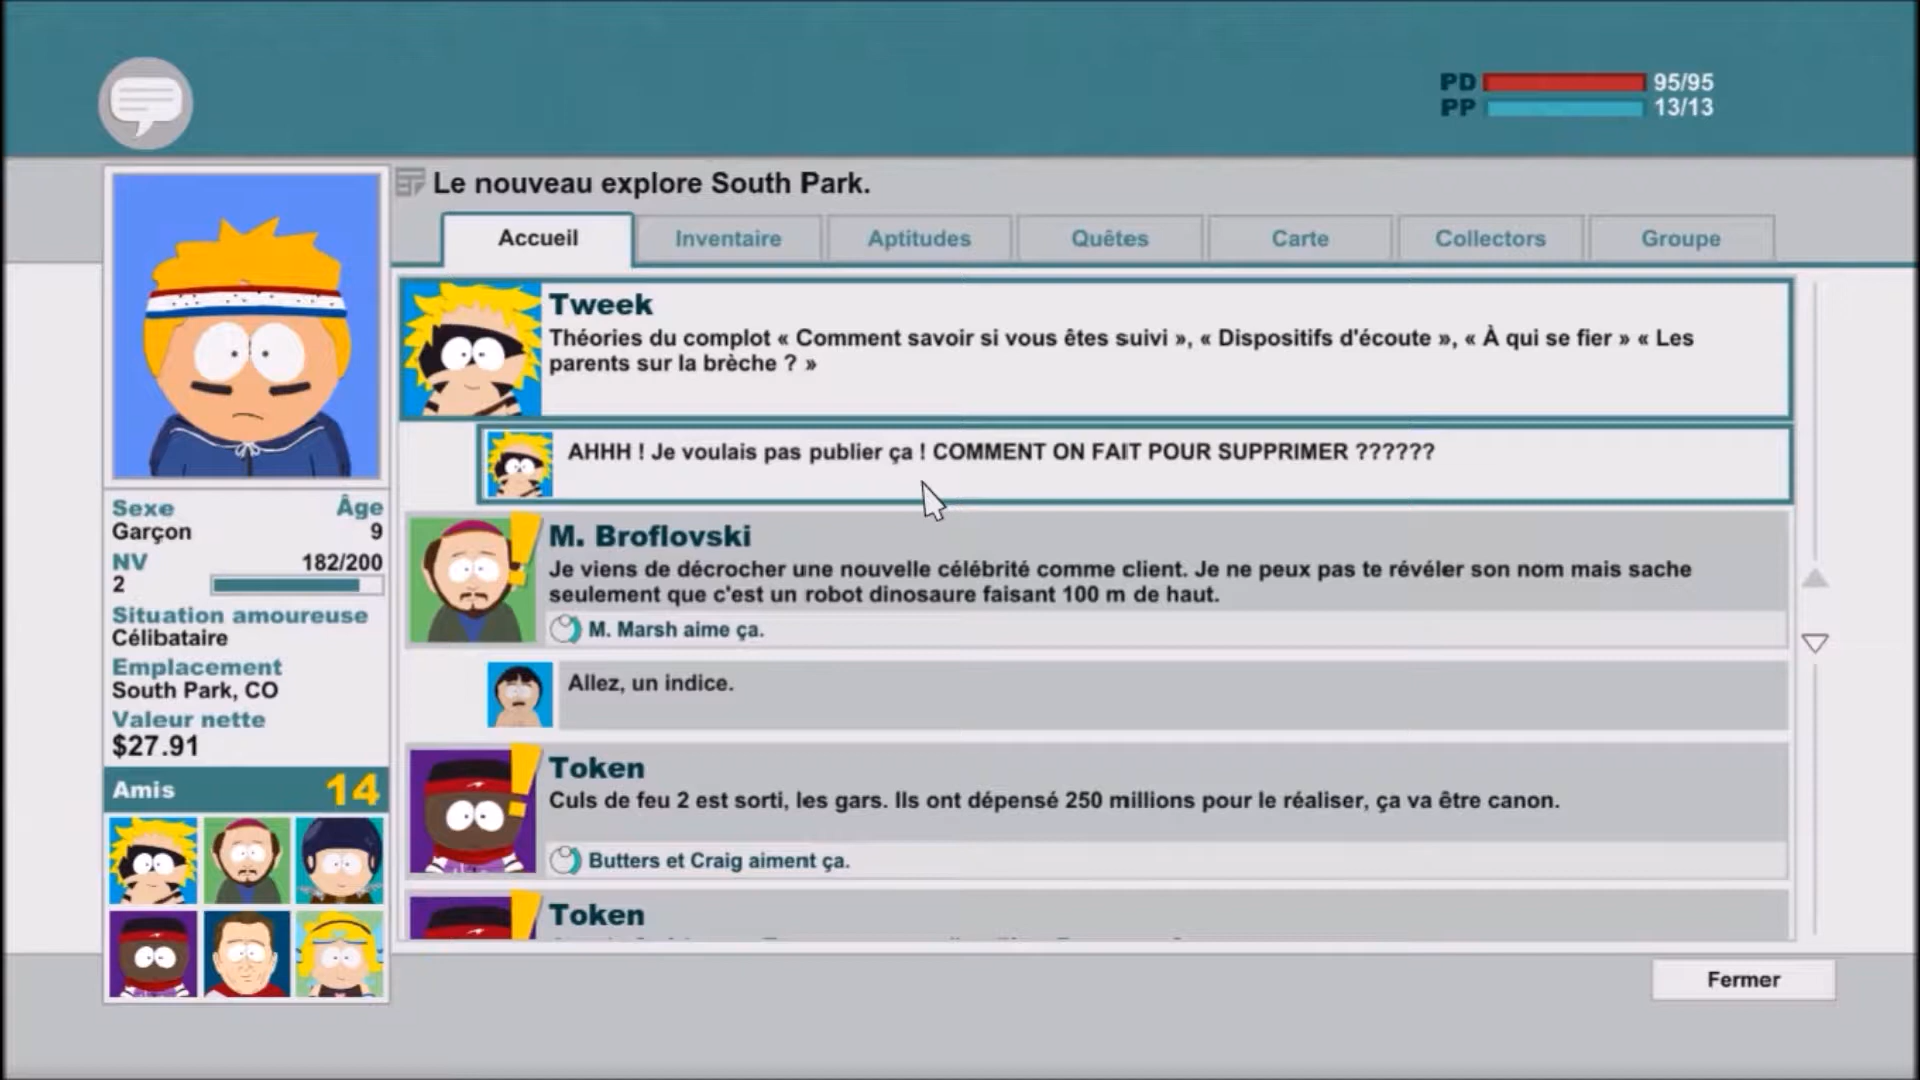 PD 95/95
PP 13/13
Le nouveau explore South Park.
Accueil
Inventaire
Aptitudes
Quêtes
Carte
Collectors
Groupe
Sexe Âge
Garçon 9
NV 182/200
2
Situation amoureuse
Célibataire
Emplacement
South Park, CO
Valeur nette
$27.91
Amis 14
Tweek
Théories du complot « Comment savoir si vous êtes suivi », « Dispositifs d'écoute », « À qui se fier » « Les
parents sur la brèche ? »
AHHH ! Je voulais pas publier ça ! COMMENT ON FAIT POUR SUPPRIMER ??????
M. Broflovski
Je viens de décrocher une nouvelle célébrité comme client. Je ne peux pas te révéler son nom mais sache
seulement que c'est un robot dinosaure faisant 100 m de haut.
M. Marsh aime ça.
Allez, un indice.
Token
Culs de feu 2 est sorti, les gars. Ils ont dépensé 250 millions pour le réaliser, ça va être canon.
Butters et Craig aiment ça.
Token
Fermer